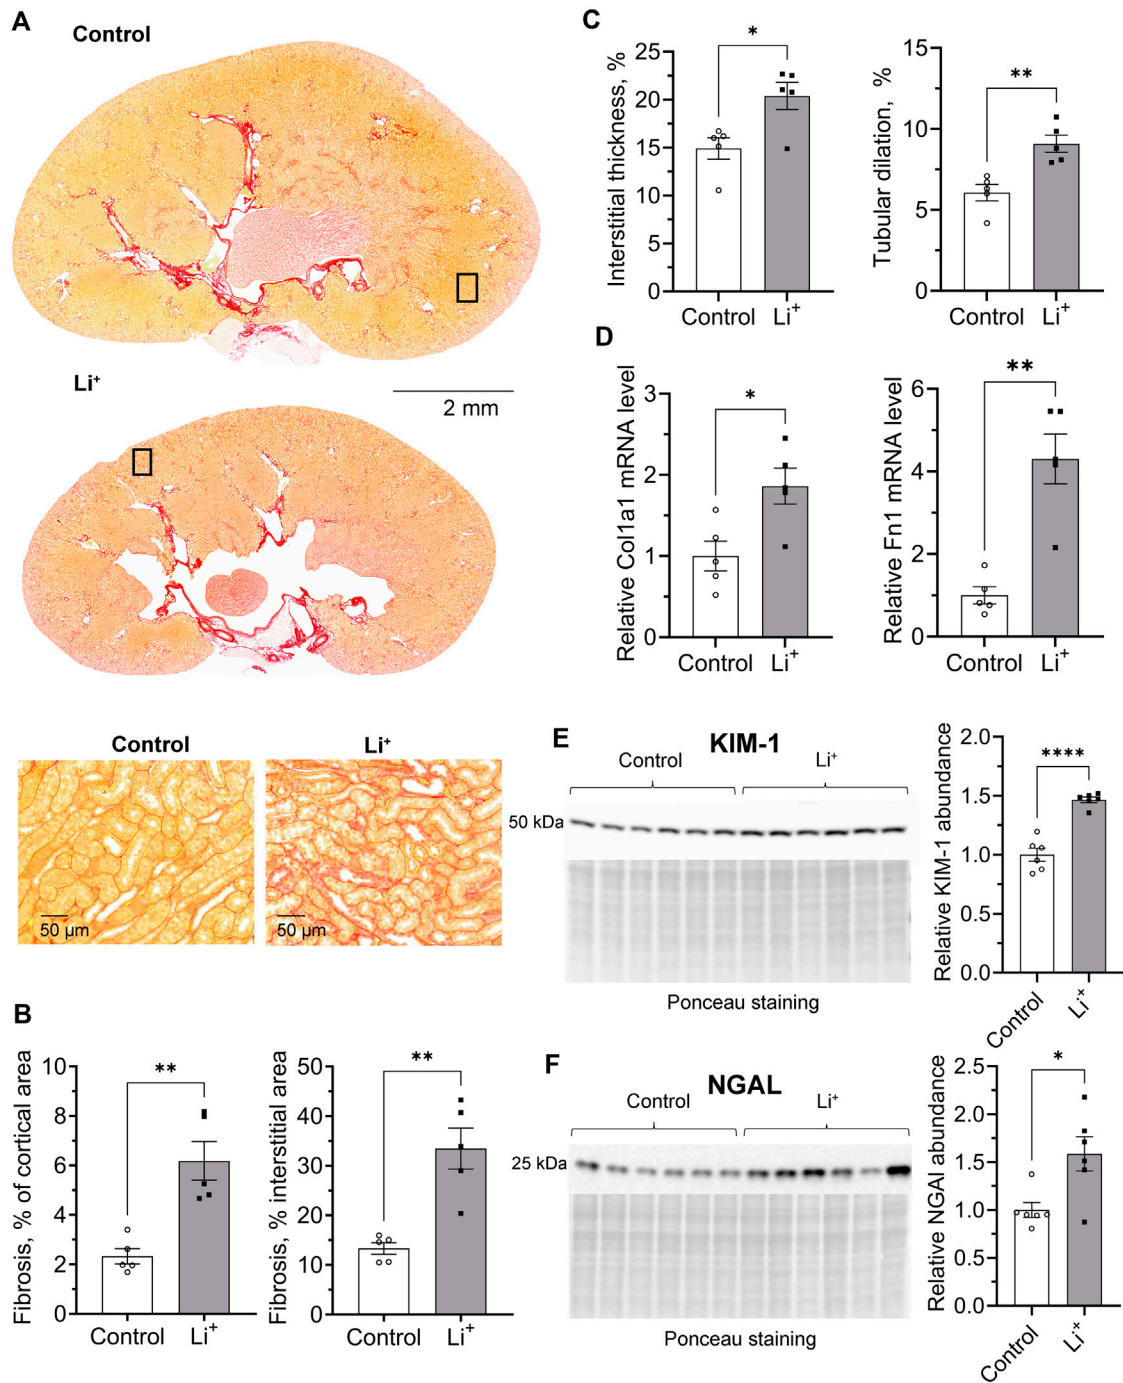 A
Control
Li⁺
2 mm
Control
Li⁺
50 µm
50 µm
B
Fibrosis, % of cortical area
10
8
6
4
2
0
**
Control
Li⁺
Fibrosis, % interstitial area
50
40
30
20
10
0
**
Control
Li⁺
C
Interstitial thickness, %
25
20
15
10
5
0
*
Control
Li⁺
Tubular dilation, %
15
10
5
0
**
Control
Li⁺
D
Relative Col1a1 mRNA level
3
2
1
0
*
Control
Li⁺
Relative Fn1 mRNA level
6
4
2
0
**
Control
Li⁺
E
KIM-1
Control
Li⁺
50 kDa
Ponceau staining
Relative KIM-1 abundance
2.0
1.5
1.0
0.5
0.0
****
Control
Li⁺
F
NGAL
Control
Li⁺
25 kDa
Ponceau staining
Relative NGAl abundance
2.5
2.0
1.5
1.0
0.5
0.0
*
Control
Li⁺